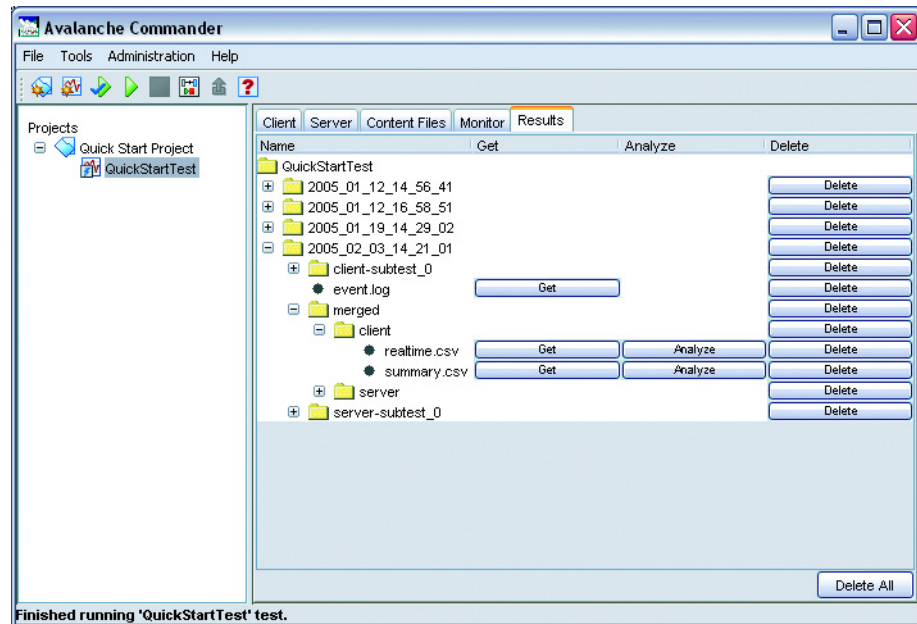 Avalanche Commander
File Tools Administration Help
Projects
Quick Start Project
QuickStartTest
Client Server Content Files Monitor Results
Name Get Analyze Delete
QuickStartTest
2005_01_12_14_56_41 Delete
2005_01_12_16_58_51 Delete
2005_01_19_14_29_02 Delete
2005_02_03_14_21_01 Delete
client-subtest_0 Delete
event.log Get
merged Delete
client Delete
realtime.csv Get Analyze Delete
summary.csv Get Analyze Delete
server Delete
server-subtest_0 Delete
Delete All
Finished running 'QuickStartTest' test.